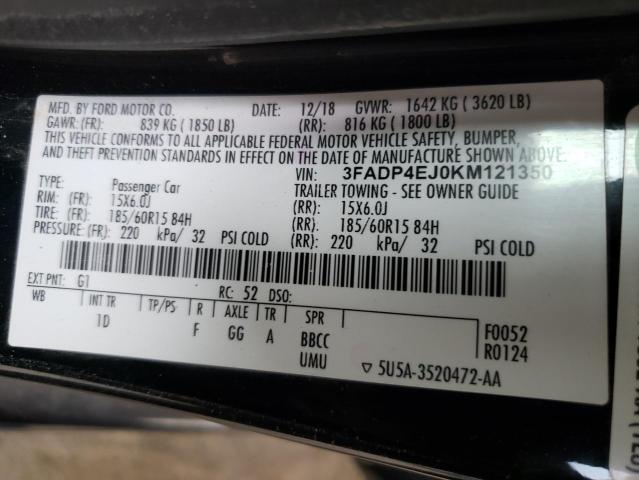 MFD. BY FORD MOTOR CO. DATE: 12/18 GVWR: 1642 KG ( 3620 LB)
GAWR: (FR): 839 KG ( 1850 LB) (RR): 816 KG ( 1800 LB)
THIS VEHICLE CONFORMS TO ALL APPLICABLE FEDERAL MOTOR VEHICLE SAFETY, BUMPER,
AND THEFT PREVENTION STANDARDS IN EFFECT ON THE DATE OF MANUFACTURE SHOWN ABOVE.
VIN: 3FADP4EJ0KM121350
TYPE: Passenger Car TRAILER TOWING - SEE OWNER GUIDE
RIM: (FR): 15X6.0J (RR): 15X6.0J
TIRE: (FR): 185/60R15 84H (RR): 185/60R15 84H
PRESSURE: (FR): 220 kPa/ 32 PSI COLD (RR): 220 kPa/ 32 PSI COLD
EXT PNT: G1 RC: 52 DSO:
WB INT TR TP/PS R AXLE TR SPR
1D F GG A BBCC F0052
UMU R0124
5U5A-3520472-AA